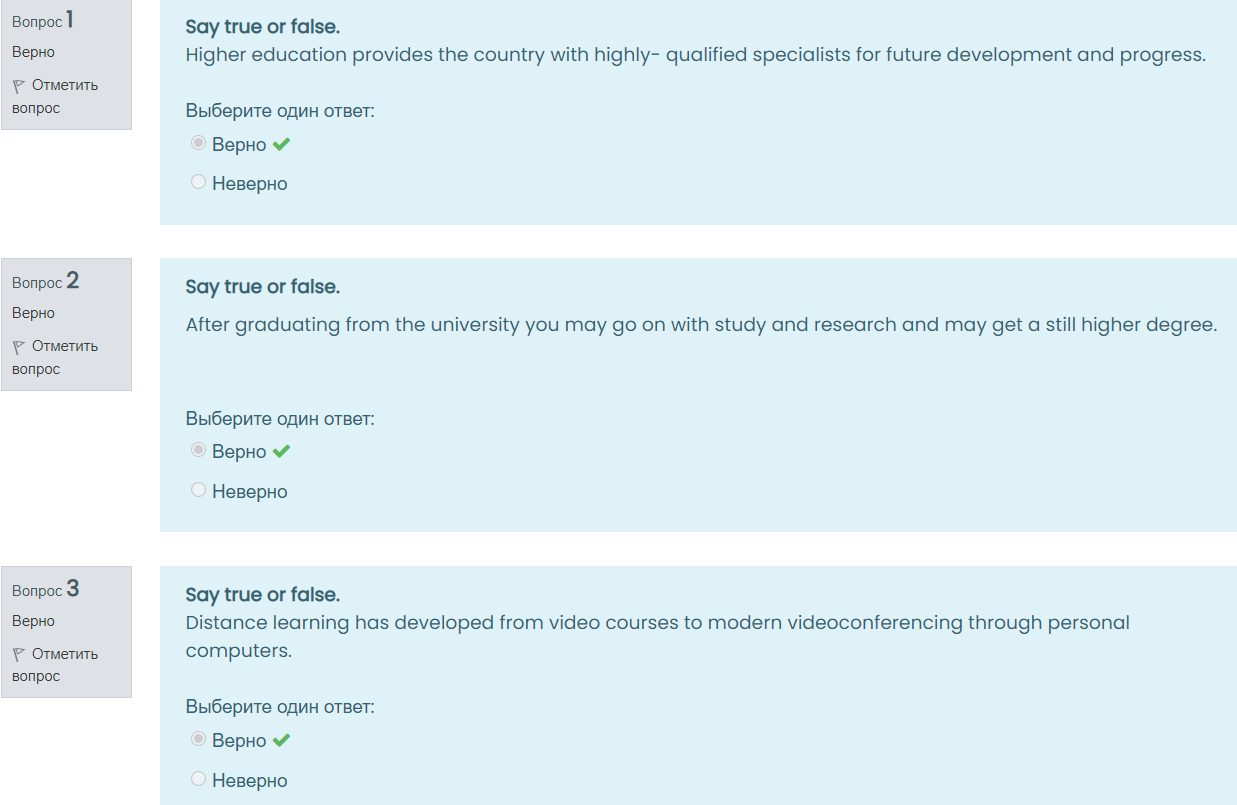 Вопрос 1
Верно
Отметить
вопрос
Say true or false.
Higher education provides the country with highly- qualified specialists for future development and progress.
Выберите один ответ:
Верно
Неверно
Вопрос 2
Верно
Отметить
вопрос
Say true or false.
After graduating from the university you may go on with study and research and may get a still higher degree.
Выберите один ответ:
Верно
Неверно
Вопрос 3
Верно
Отметить
вопрос
Say true or false.
Distance learning has developed from video courses to modern videoconferencing through personal
computers.
Выберите один ответ:
Верно
Неверно